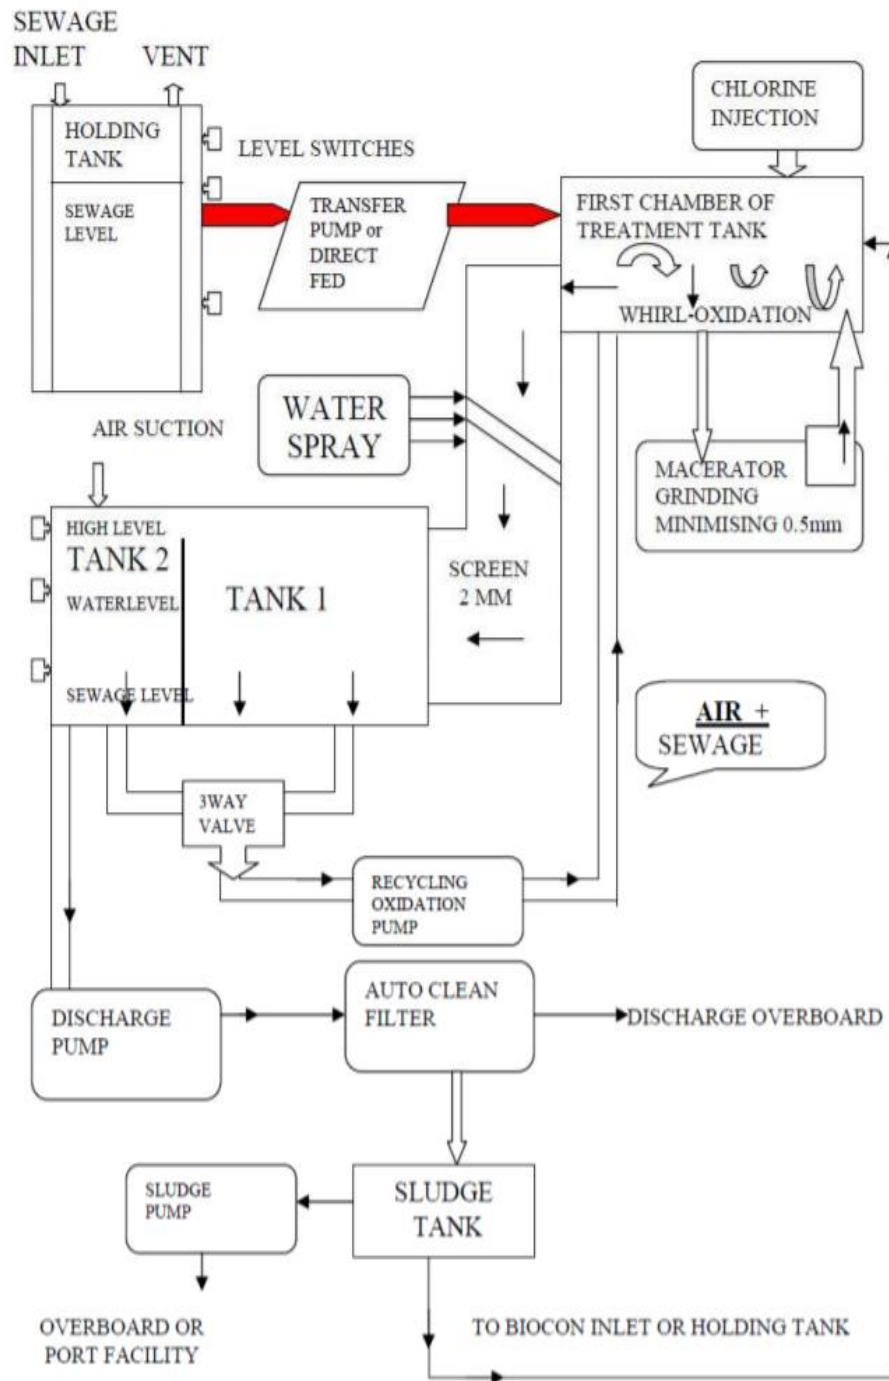 SEWAGE
INLET
VENT
HOLDING
TANK
SEWAGE
LEVEL
LEVEL SWITCHES
TRANSFER
PUMP or
DIRECT
FED
CHLORINE
INJECTION
FIRST CHAMBER OF
TREATMENT TANK
WHIRL-OXIDATION
WATER
SPRAY
MACERATOR
GRINDING
MINIMISING 0.5mm
AIR SUCTION
HIGH LEVEL
TANK 2
WATERLEVEL
SEWAGE LEVEL
TANK 1
SCREEN
2 MM
AIR +
SEWAGE
3WAY
VALVE
RECYCLING
OXIDATION
PUMP
DISCHARGE
PUMP
AUTO CLEAN
FILTER
DISCHARGE OVERBOARD
SLUDGE
PUMP
SLUDGE
TANK
OVERBOARD OR
PORT FACILITY
TO BIOCON INLET OR HOLDING TANK